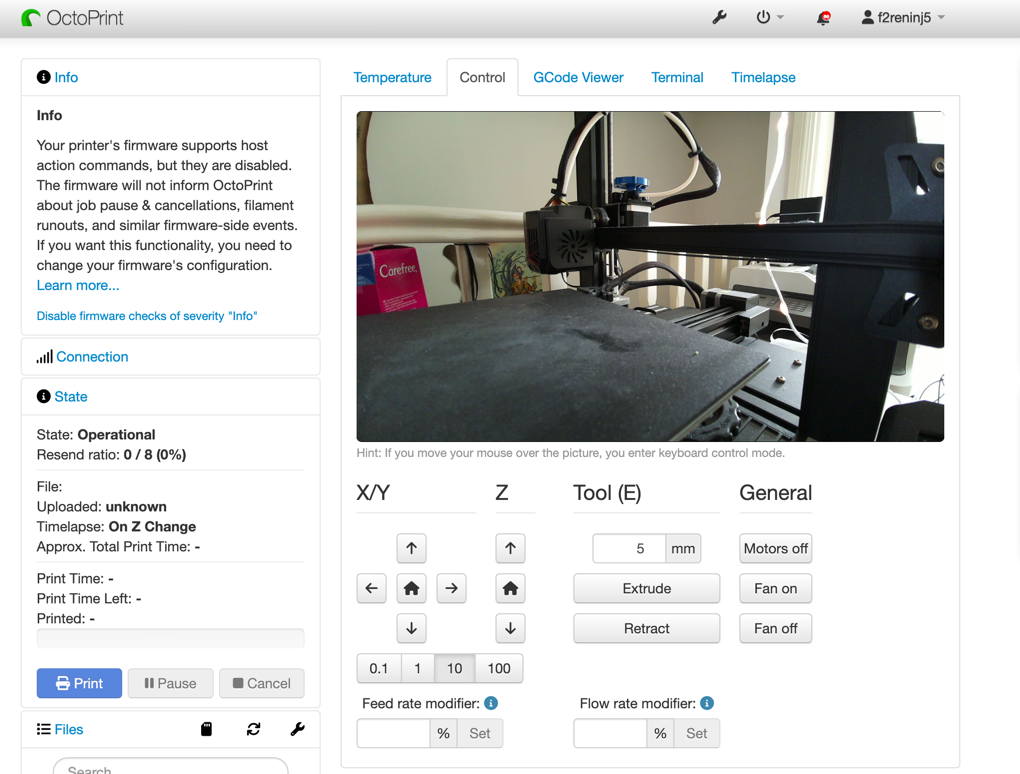 OctoPrint
f2reninj5
Info
Info
Your printer's firmware supports host
action commands, but they are disabled.
The firmware will not inform OctoPrint
about job pause & cancellations, filament
runouts, and similar firmware-side events.
If you want this functionality, you need to
change your firmware's configuration.
Learn more...
Disable firmware checks of severity "Info"
Connection
State
State: Operational
Resend ratio: 0 / 8 (0%)
File:
Uploaded: unknown
Timelapse: On Z Change
Approx. Total Print Time: -
Print Time: -
Print Time Left: -
Printed: -
Print Pause Cancel
Files
Search
Temperature Control GCode Viewer Terminal Timelapse
Carefree
Hint: If you move your mouse over the picture, you enter keyboard control mode.
X/Y Z Tool (E) General
5 mm Motors off
Extrude Fan on
Retract Fan off
0.1 1 10 100
Feed rate modifier: Flow rate modifier:
% Set % Set